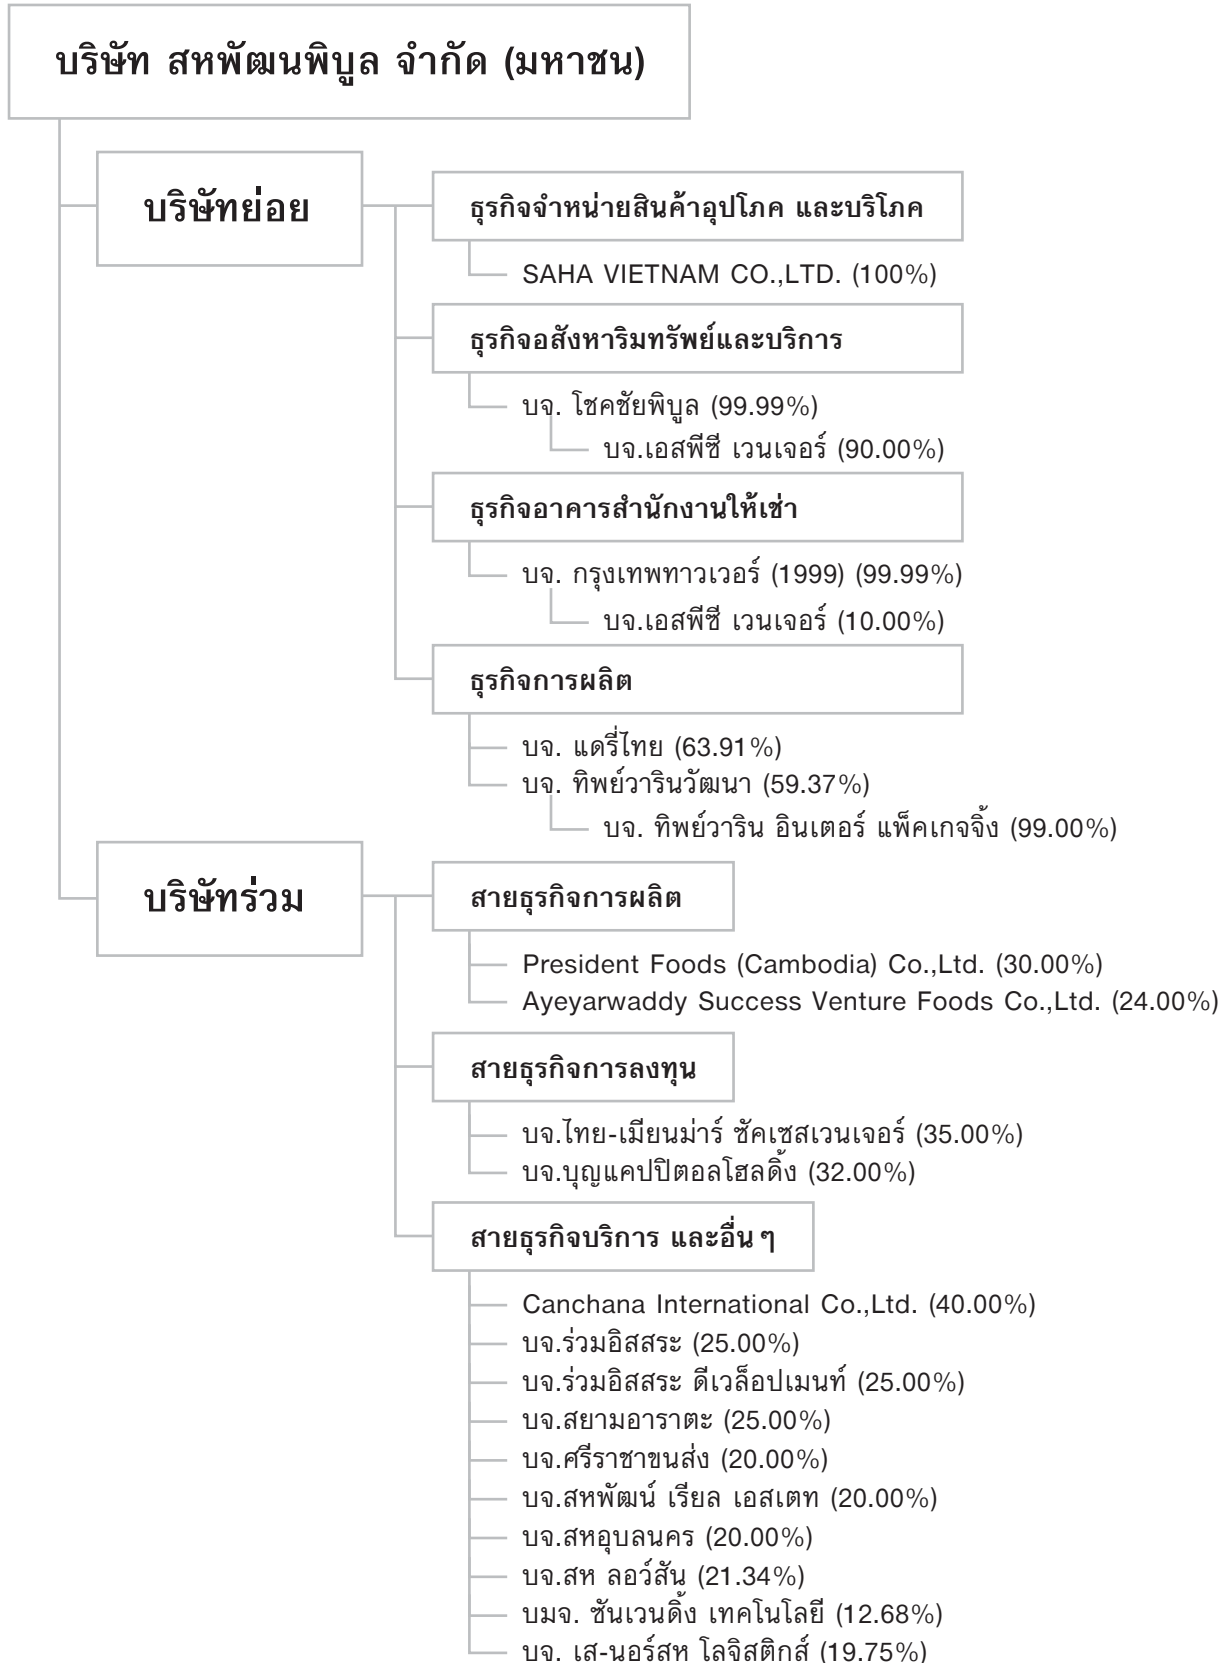 บริษัท สหพัฒนพิบูล จำกัด (มหาชน)
บริษัทย่อย
ธุรกิจจำหน่ายสินค้าอุปโภค และบริโภค
SAHA VIETNAM CO.,LTD. (100%)
ธุรกิจอสังหาริมทรัพย์และบริการ
บจ. โชคชัยพิบูล (99.99%)
บจ.เอสพีซี เวนเจอร์ (90.00%)
ธุรกิจอาคารสำนักงานให้เช่า
บจ. กรุงเทพทาวเวอร์ (1999) (99.99%)
บจ.เอสพีซี เวนเจอร์ (10.00%)
ธุรกิจการผลิต
บจ. แดรี่ไทย (63.91%)
บจ. ทิพย์วารินวัฒนา (59.37%)
บจ. ทิพย์วาริน อินเตอร์ แพ็คเกจจิ้ง (99.00%)
บริษัทร่วม
สายธุรกิจการผลิต
President Foods (Cambodia) Co.,Ltd. (30.00%)
Ayeyarwaddy Success Venture Foods Co.,Ltd. (24.00%)
สายธุรกิจการลงทุน
บจ.ไทย-เมียนม่าร์ ซัคเซสเวนเจอร์ (35.00%)
บจ.บุญแคปปิตอลโฮลดิ้ง (32.00%)
สายธุรกิจบริการ และอื่น ๆ
Canchana International Co.,Ltd. (40.00%)
บจ.ร่วมอิสสระ (25.00%)
บจ.ร่วมอิสสระ ดีเวล็อปเมนท์ (25.00%)
บจ.สยามอาราตะ (25.00%)
บจ.ศรีราชาขนส่ง (20.00%)
บจ.สหพัฒน์ เรียล เอสเตท (20.00%)
บจ.สหอุบลนคร (20.00%)
บจ.สห ลอว์สัน (21.34%)
บมจ. ซันเวนดิ้ง เทคโนโลยี (12.68%)
บจ. เส-นอร์สห โลจิสติกส์ (19.75%)